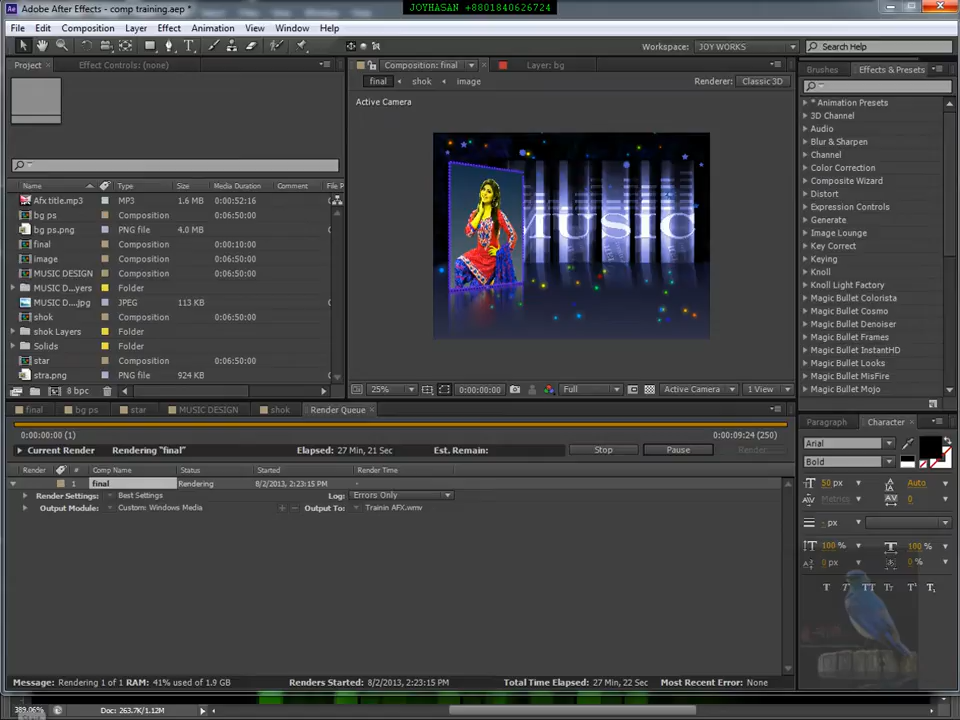 Adobe After Effects - comp training.aep *
JOYHASAN +8801840626724
File Edit Composition Layer Effect Animation View Window Help
Workspace: JOY WORKS
Search Help
Project Effect Controls: (none)
Composition: final Layer: bg
final shok image
Renderer: Classic 3D
Active Camera
Brushes Effects & Presets
* Animation Presets
3D Channel
Audio
Blur & Sharpen
Channel
Color Correction
Composite Wizard
Distort
Expression Controls
Generate
Image Lounge
Key Correct
Keying
Knoll
Knoll Light Factory
Magic Bullet Colorista
Magic Bullet Cosmo
Magic Bullet Denoiser
Magic Bullet Frames
Magic Bullet InstantHD
Magic Bullet Looks
Magic Bullet MisFire
Magic Bullet Mojo
Name Type Size Media Duration Comment File P
Afx title.mp3 MP3 1.6 MB 0:00:52:16
bg ps Composition 0:06:50:00
bg ps.png PNG file 4.0 MB
final Composition 0:00:10:00
image Composition 0:06:50:00
MUSIC DESIGN Composition 0:06:50:00
MUSIC D...yers Folder
MUSIC D....jpg JPEG 113 KB
shok Composition 0:06:50:00
shok Layers Folder
Solids Folder
star Composition 0:06:50:00
stra.png PNG file 924 KB
8 bpc
MUSIC
25% 0:00:00:00 Full Active Camera 1 View
final bg ps star MUSIC DESIGN shok Render Queue
0:00:00:00 (1)
0:00:09:24 (250)
Current Render Rendering "final" Elapsed: 27 Min, 21 Sec Est. Remain: Stop Pause Render
Render # Comp Name Status Started Render Time
1 final Rendering 8/2/2013, 2:23:15 PM
Render Settings: Best Settings Log: Errors Only
Output Module: Custom: Windows Media Output To: Trainin AFX.wmv
Paragraph Character
Arial
Bold
50 px Auto
Metrics 0
- px
100 % 100 %
0 px 0 %
T T TT Tt T¹ T₁
Message: Rendering 1 of 1 RAM: 41% used of 1.9 GB Renders Started: 8/2/2013, 2:23:15 PM Total Time Elapsed: 27 Min, 22 Sec Most Recent Error: None
389.06% Doc: 263.7K/1.12M
Start